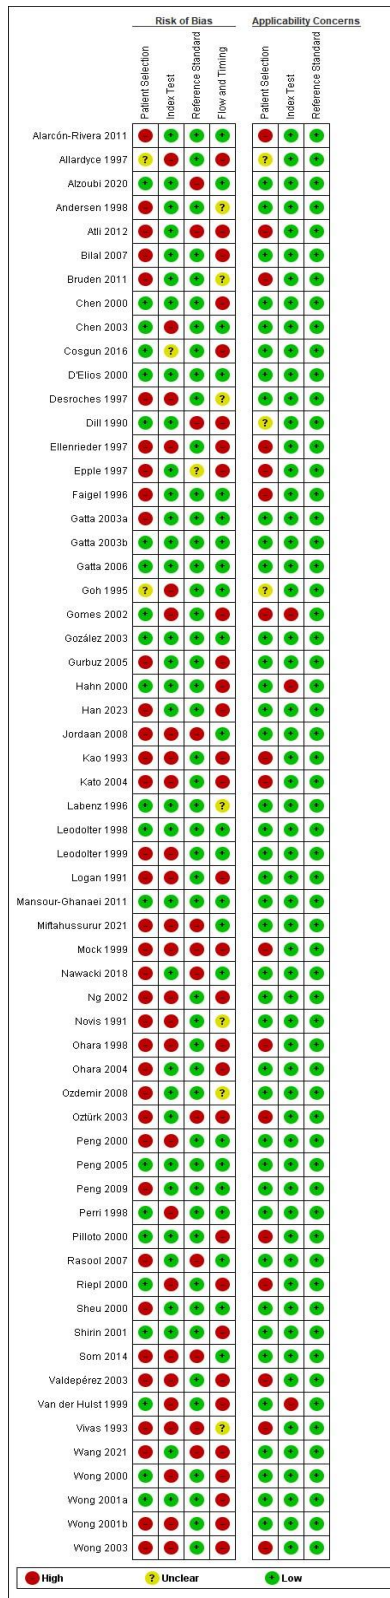 Risk of Bias
Applicability Concerns
Patient Selection
Index Test
Reference Standard
Flow and Timing
Patient Selection
Index Test
Reference Standard
Alarcón-Rivera 2011
Allardyce 1997
Alzoubi 2020
Andersen 1998
Atli 2012
Bilal 2007
Bruden 2011
Chen 2000
Chen 2003
Cosgun 2016
D'Elios 2000
Desroches 1997
Dill 1990
Ellenrieder 1997
Epple 1997
Faigel 1996
Gatta 2003a
Gatta 2003b
Gatta 2006
Goh 1995
Gomes 2002
Gozález 2003
Gurbuz 2005
Hahn 2000
Han 2023
Jordaan 2008
Kao 1993
Kato 2004
Labenz 1996
Leodolter 1998
Leodolter 1999
Logan 1991
Mansour-Ghanaei 2011
Miftahussurur 2021
Mock 1999
Nawacki 2018
Ng 2002
Novis 1991
Ohara 1998
Ohara 2004
Ozdemir 2008
Oztürk 2003
Peng 2000
Peng 2005
Peng 2009
Perri 1998
Pilloto 2000
Rasool 2007
Riepl 2000
Sheu 2000
Shirin 2001
Som 2014
Valdepérez 2003
Van der Hulst 1999
Vivas 1993
Wang 2021
Wong 2000
Wong 2001a
Wong 2001b
Wong 2003
High
? Unclear
Low